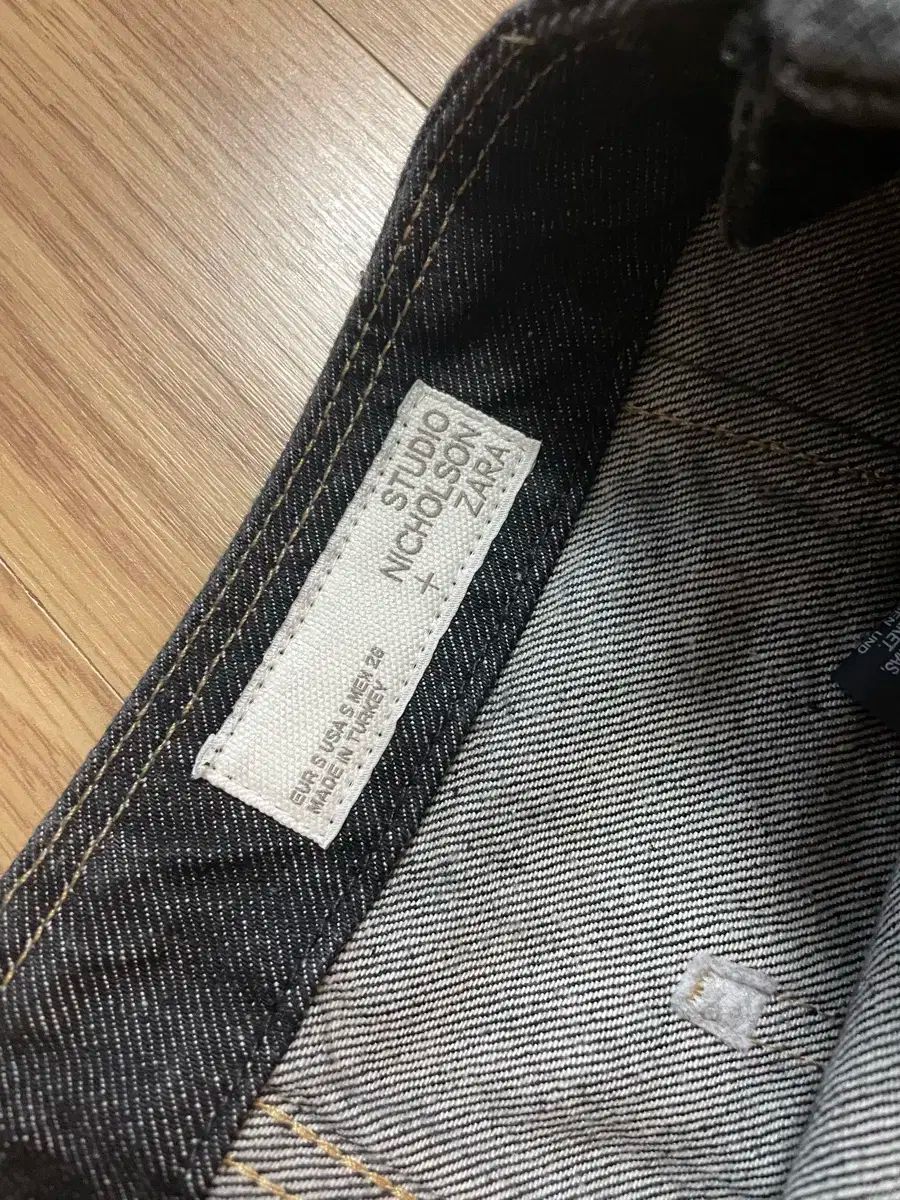 STUDIO
NICHOLSON
ZARA
+
EUR S USA S MEX 26
MADE IN TURKEY